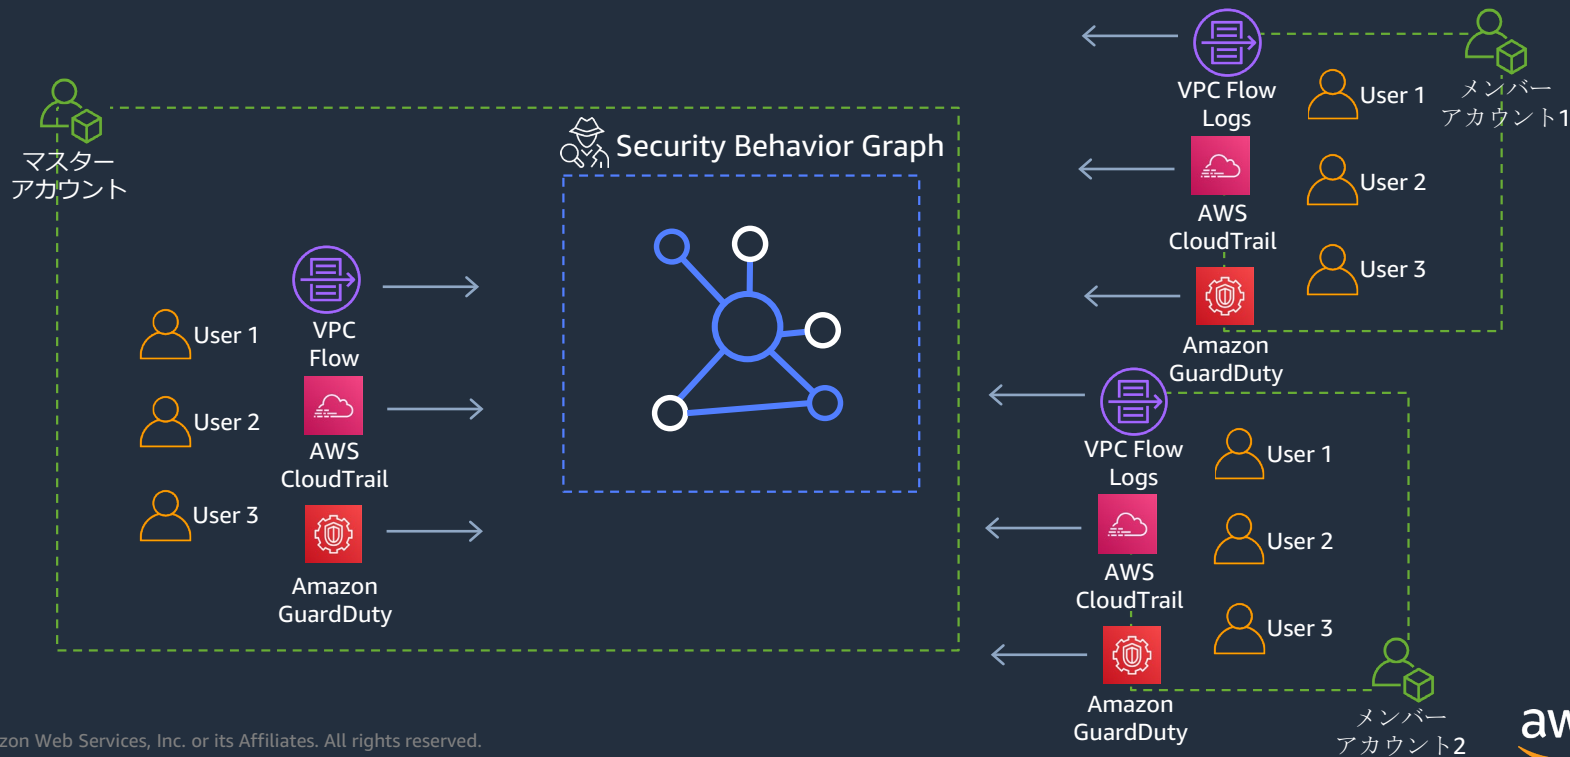 マスター
アカウント
Security Behavior Graph
User 1
User 2
User 3
VPC
Flow
AWS
CloudTrail
Amazon
GuardDuty
VPC Flow
Logs
AWS
CloudTrail
Amazon
GuardDuty
User 1
User 2
User 3
メンバー
アカウント1
VPC Flow
Logs
AWS
CloudTrail
Amazon
GuardDuty
User 1
User 2
User 3
メンバー
アカウント2
zon Web Services, Inc. or its Affiliates. All rights reserved.
aw